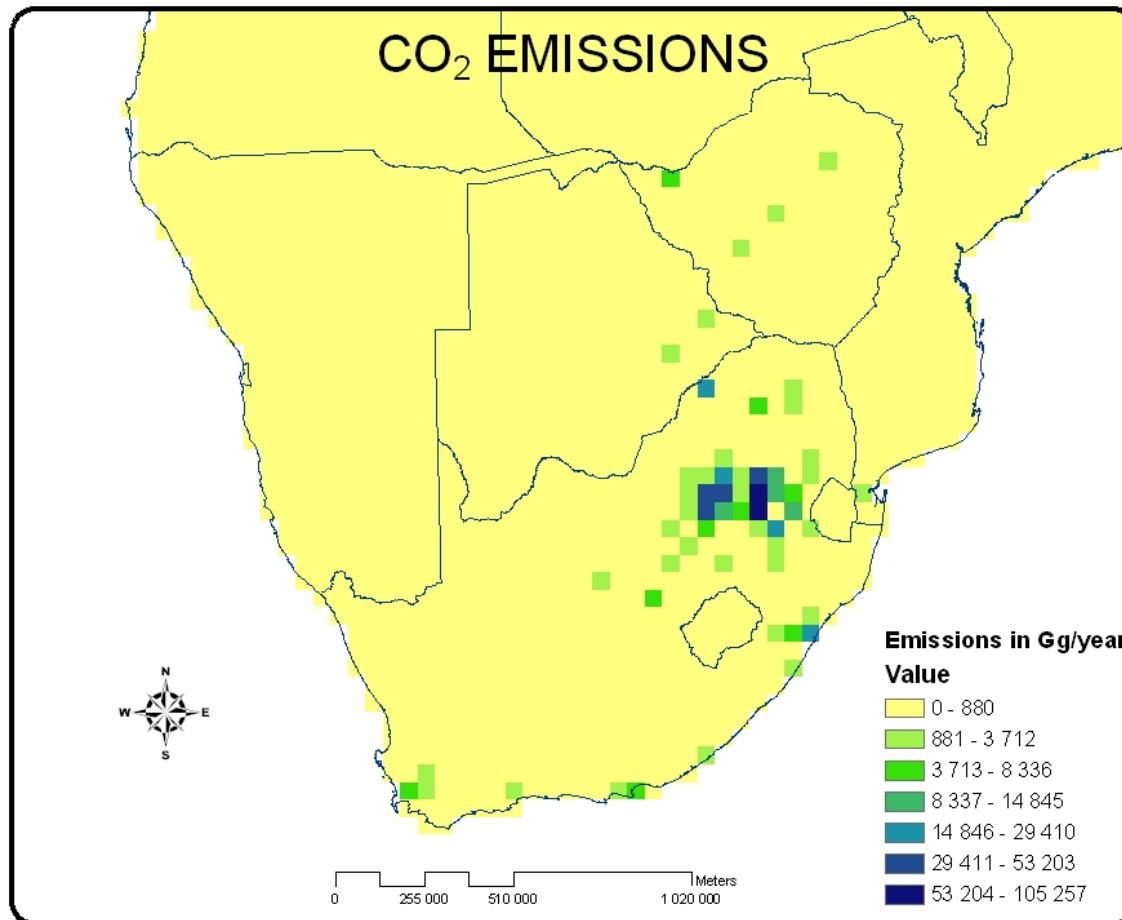 CO₂ EMISSIONS
N
W E
S
Emissions in Gg/year
Value
0 - 880
881 - 3 712
3 713 - 8 336
8 337 - 14 845
14 846 - 29 410
29 411 - 53 203
53 204 - 105 257
Meters
0 255 000 510 000 1 020 000